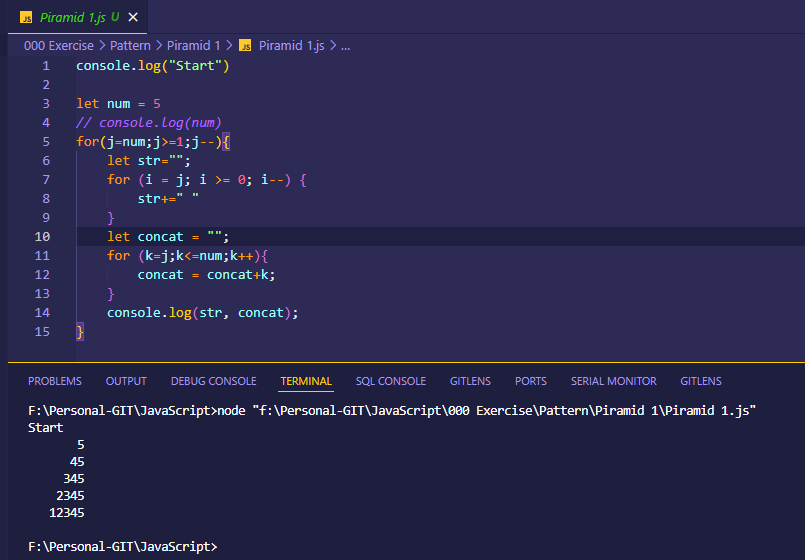 JS Piramid 1.js U ×
000 Exercise > Pattern > Piramid 1 > JS Piramid 1.js > ...
1 console.log("Start")
2
3 let num = 5
4 // console.log(num)
5 for(j=num;j>=1;j--){
6     let str="";
7     for (i = j; i >= 0; i--) {
8         str+=" "
9     }
10     let concat = "";
11     for (k=j;k<=num;k++){
12         concat = concat+k;
13     }
14     console.log(str, concat);
15 }
PROBLEMS OUTPUT DEBUG CONSOLE TERMINAL SQL CONSOLE GITLENS PORTS SERIAL MONITOR GITLENS
F:\Personal-GIT\JavaScript>node "f:\Personal-GIT\JavaScript\000 Exercise\Pattern\Piramid 1\Piramid 1.js"
Start
       5
      45
     345
    2345
   12345
F:\Personal-GIT\JavaScript>